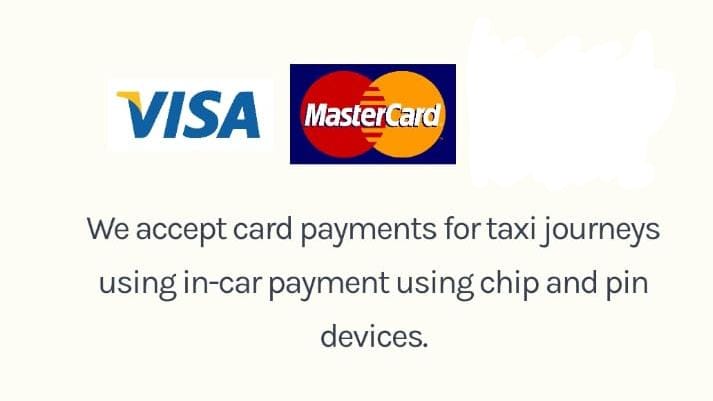 VISA MasterCard
We accept card payments for taxi journeys
using in-car payment using chip and pin
devices.